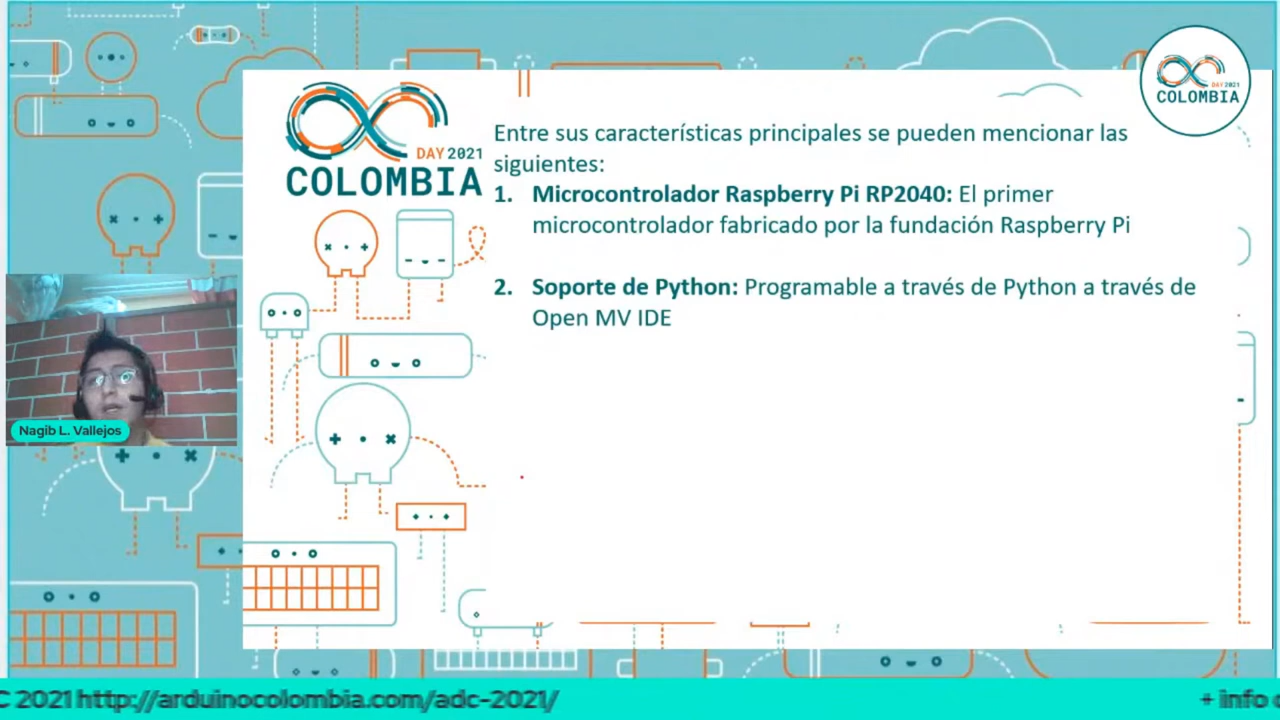 DAY 2021
COLOMBIA
DAY 2021
COLOMBIA
Entre sus características principales se pueden mencionar las
siguientes:
1. Microcontrolador Raspberry Pi RP2040: El primer
microcontrolador fabricado por la fundación Raspberry Pi
2. Soporte de Python: Programable a través de Python a través de
Open MV IDE
Nagib L. Vallejos
C 2021 http://arduinocolombia.com/adc-2021/
+ info